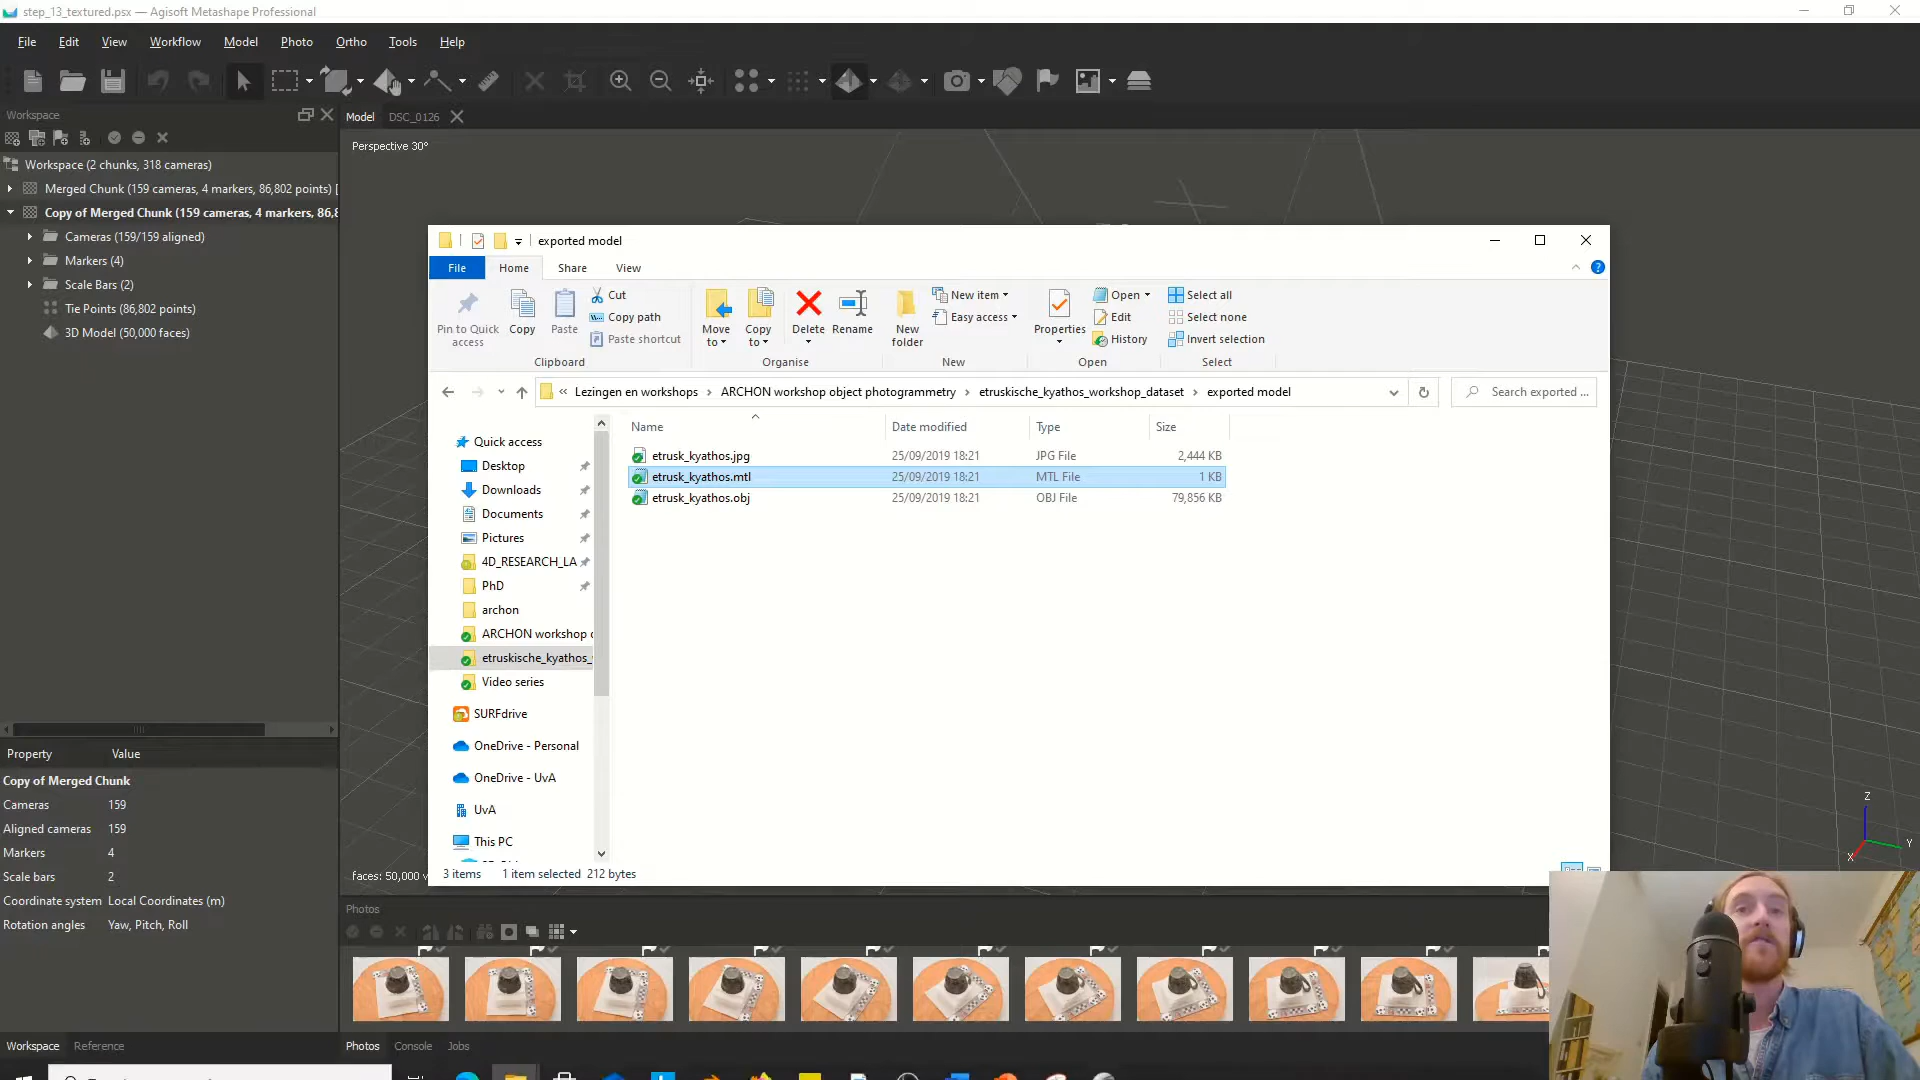 step_13_textured.psx — Agisoft Metashape Professional
File Edit View Workflow Model Photo Ortho Tools Help
Workspace
Workspace (2 chunks, 318 cameras)
Merged Chunk (159 cameras, 4 markers, 86,802 points) [
Copy of Merged Chunk (159 cameras, 4 markers, 86,8
Cameras (159/159 aligned)
Markers (4)
Scale Bars (2)
Tie Points (86,802 points)
3D Model (50,000 faces)
Property Value
Copy of Merged Chunk
Cameras 159
Aligned cameras 159
Markers 4
Scale bars 2
Coordinate system Local Coordinates (m)
Rotation angles Yaw, Pitch, Roll
Workspace Reference
Model DSC_0126
Perspective 30°
exported model
File Home Share View
Pin to Quick access
Copy
Paste
Cut
Copy path
Paste shortcut
Clipboard
Move to
Copy to
Delete
Rename
Organise
New folder
New item
Easy access
New
Properties
Open
Edit
History
Open
Select all
Select none
Invert selection
Select
« Lezingen en workshops › ARCHON workshop object photogrammetry › etruskische_kyathos_workshop_dataset › exported model
Search exported ...
Quick access
Desktop
Downloads
Documents
Pictures
4D_RESEARCH_LA
PhD
archon
ARCHON workshop
etruskische_kyathos_
Video series
SURFdrive
OneDrive - Personal
OneDrive - UvA
UvA
This PC
Name Date modified Type Size
etrusk_kyathos.jpg 25/09/2019 18:21 JPG File 2,444 KB
etrusk_kyathos.mtl 25/09/2019 18:21 MTL File 1 KB
etrusk_kyathos.obj 25/09/2019 18:21 OBJ File 79,856 KB
3 items 1 item selected 212 bytes
faces: 50,000 v
Z
Y
X
Photos
Photos Console Jobs